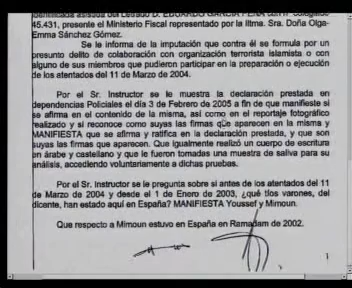 identificada asistida del Letrado D. EDUARDO GARCIA PEÑA con nº colegiado
45.431, presente el Ministerio Fiscal representado por la Iltma. Sra. Doña Olga-
Emma Sánchez Gómez.
Se le informa de la imputación que contra él se formula por un
presunto delito de colaboración con organización terrorista islamista o con
alguno de sus miembros que pudieron participar en la preparación o ejecución
de los atentados del 11 de Marzo de 2004.
Por el Sr. Instructor se le muestra la declaración prestada en
dependencias Policiales el día 3 de Febrero de 2005 a fin de que manifieste si
se afirma en el contenido de la misma, así como en el reportaje fotográfico
realizado y si reconoce como suyas las firmas que aparecen en la misma y
MANIFIESTA que se afirma y ratifica en la declaración prestada, y que son
suyas las firmas que aparecen. Que igualmente realizó un cuerpo de escritura
en árabe y castellano y que le fueron tomadas una muestra de saliva para su
análisis, accediendo voluntariamente a dichas pruebas.
Por el Sr. Instructor se le pregunta sobre si antes de los atentados del 11
de Marzo de 2004 y desde el 1 de Enero de 2003, ¿qué tíos varones, del
dicente, han estado aquí en España? MANIFIESTA Youssef y Mimoun.
Que respecto a Mimoun estuvo en España en Ramadam de 2002.
1